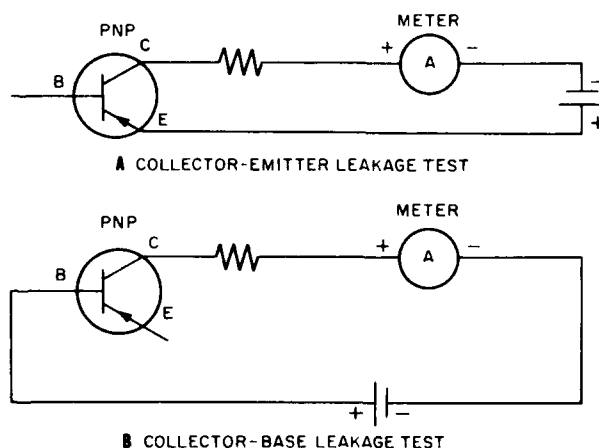 PNP
METER
C
+ A -
B
-
E
+
A COLLECTOR-EMITTER LEAKAGE TEST
PNP
METER
C
+ A -
B
E
+ -
B COLLECTOR-BASE LEAKAGE TEST